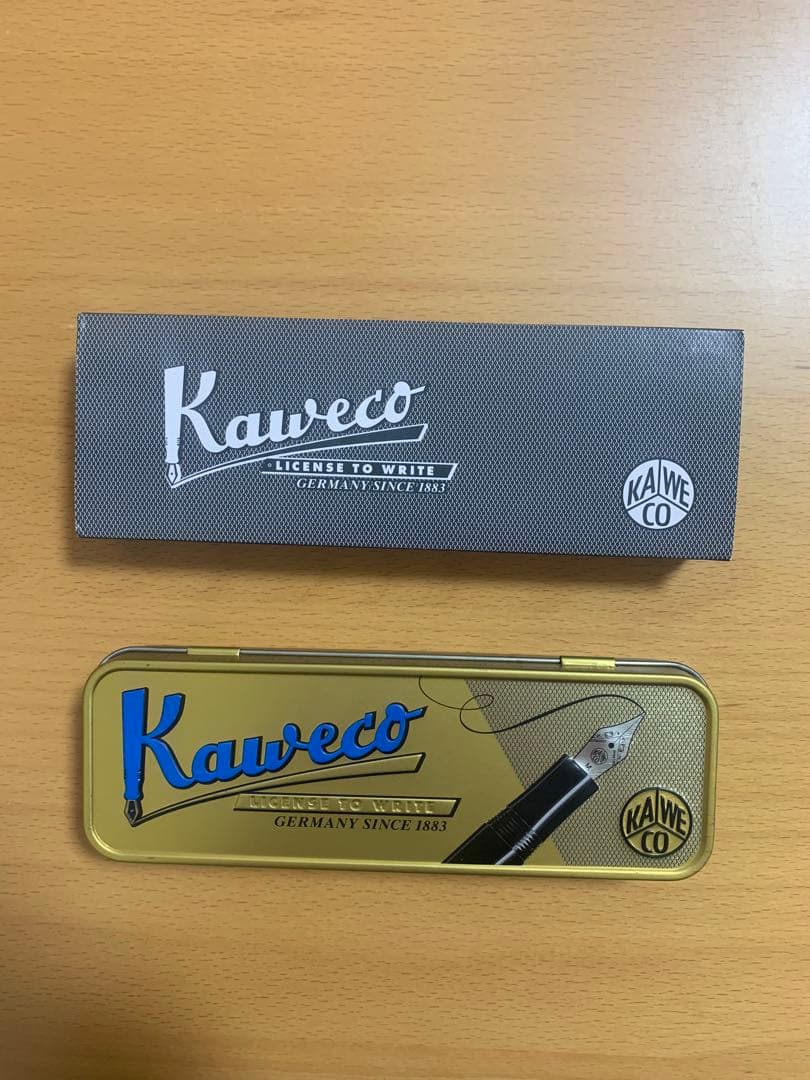 Kaweco
LICENSE TO WRITE
GERMANY SINCE 1883
KA WE
CO
Kaweco
LICENSE TO WRITE
GERMANY SINCE 1883
M
KA WE
CO